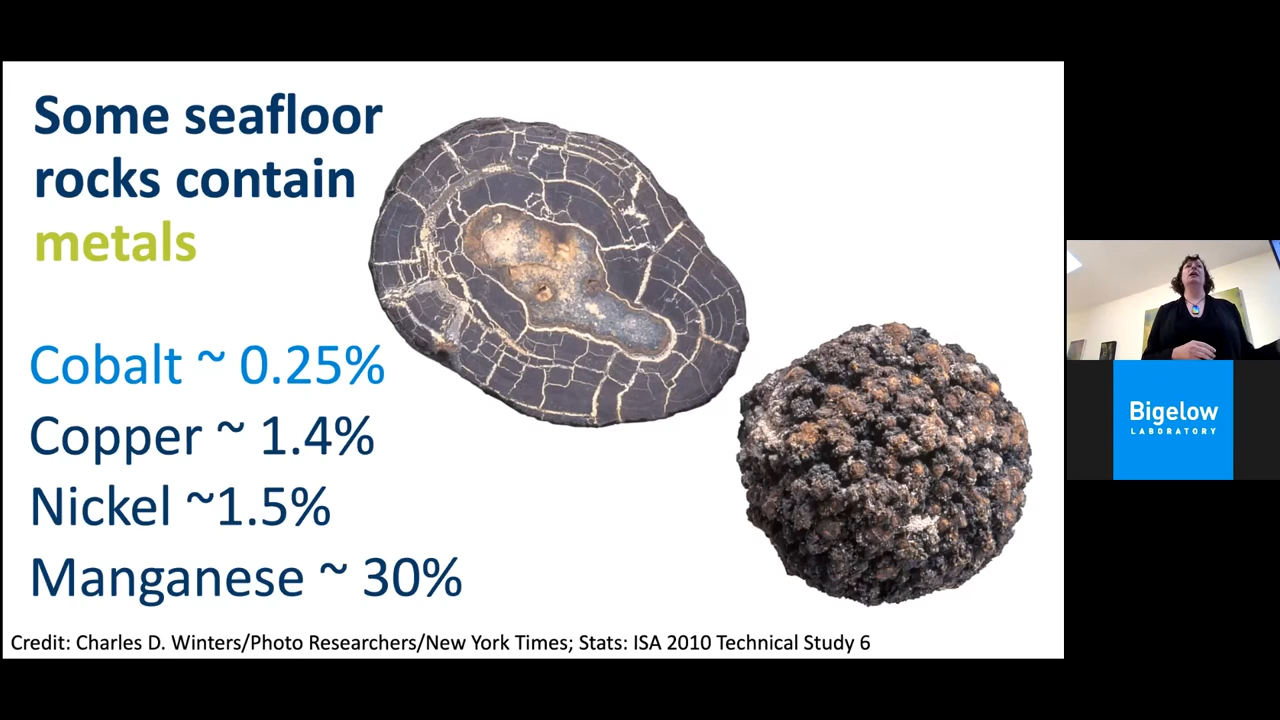 Some seafloor
rocks contain
metals
Cobalt ~ 0.25%
Copper ~ 1.4%
Nickel ~1.5%
Manganese ~ 30%
Credit: Charles D. Winters/Photo Researchers/New York Times; Stats: ISA 2010 Technical Study 6
Bigelow
LABORATORY